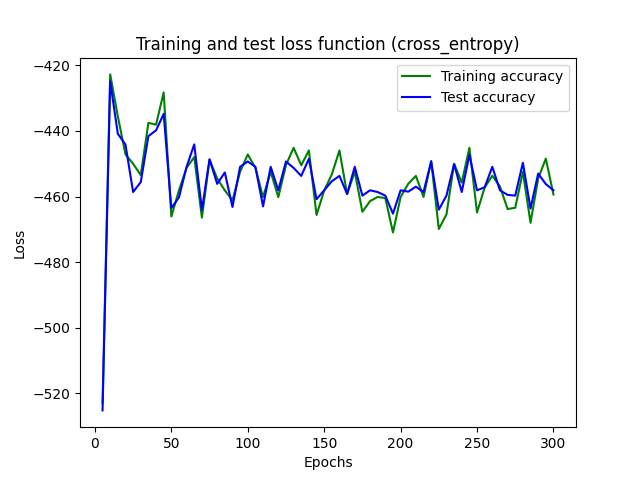 Training and test loss function (cross_entropy)
Training accuracy
Test accuracy
−420
−440
−460
−480
−500
−520
Loss
0 50 100 150 200 250 300
Epochs